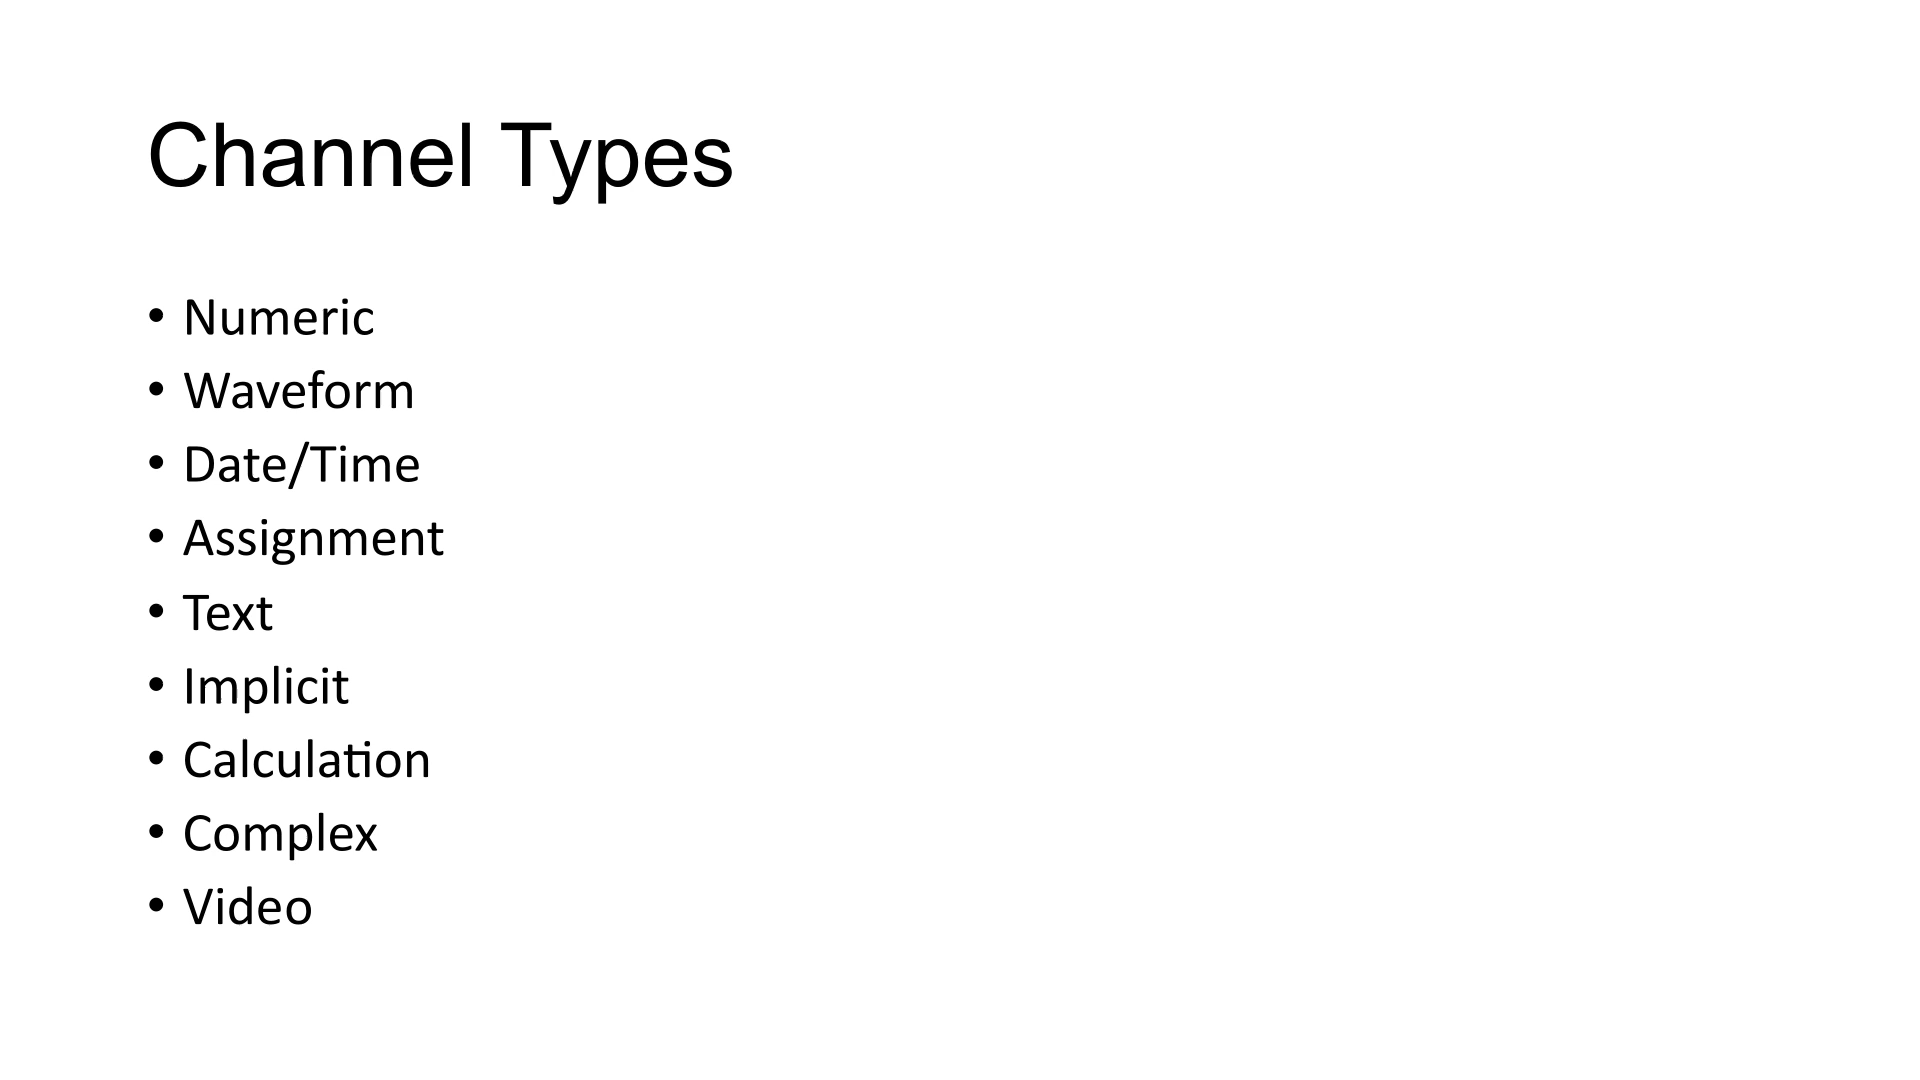 Channel Types
• Numeric
• Waveform
• Date/Time
• Assignment
• Text
• Implicit
• Calculation
• Complex
• Video